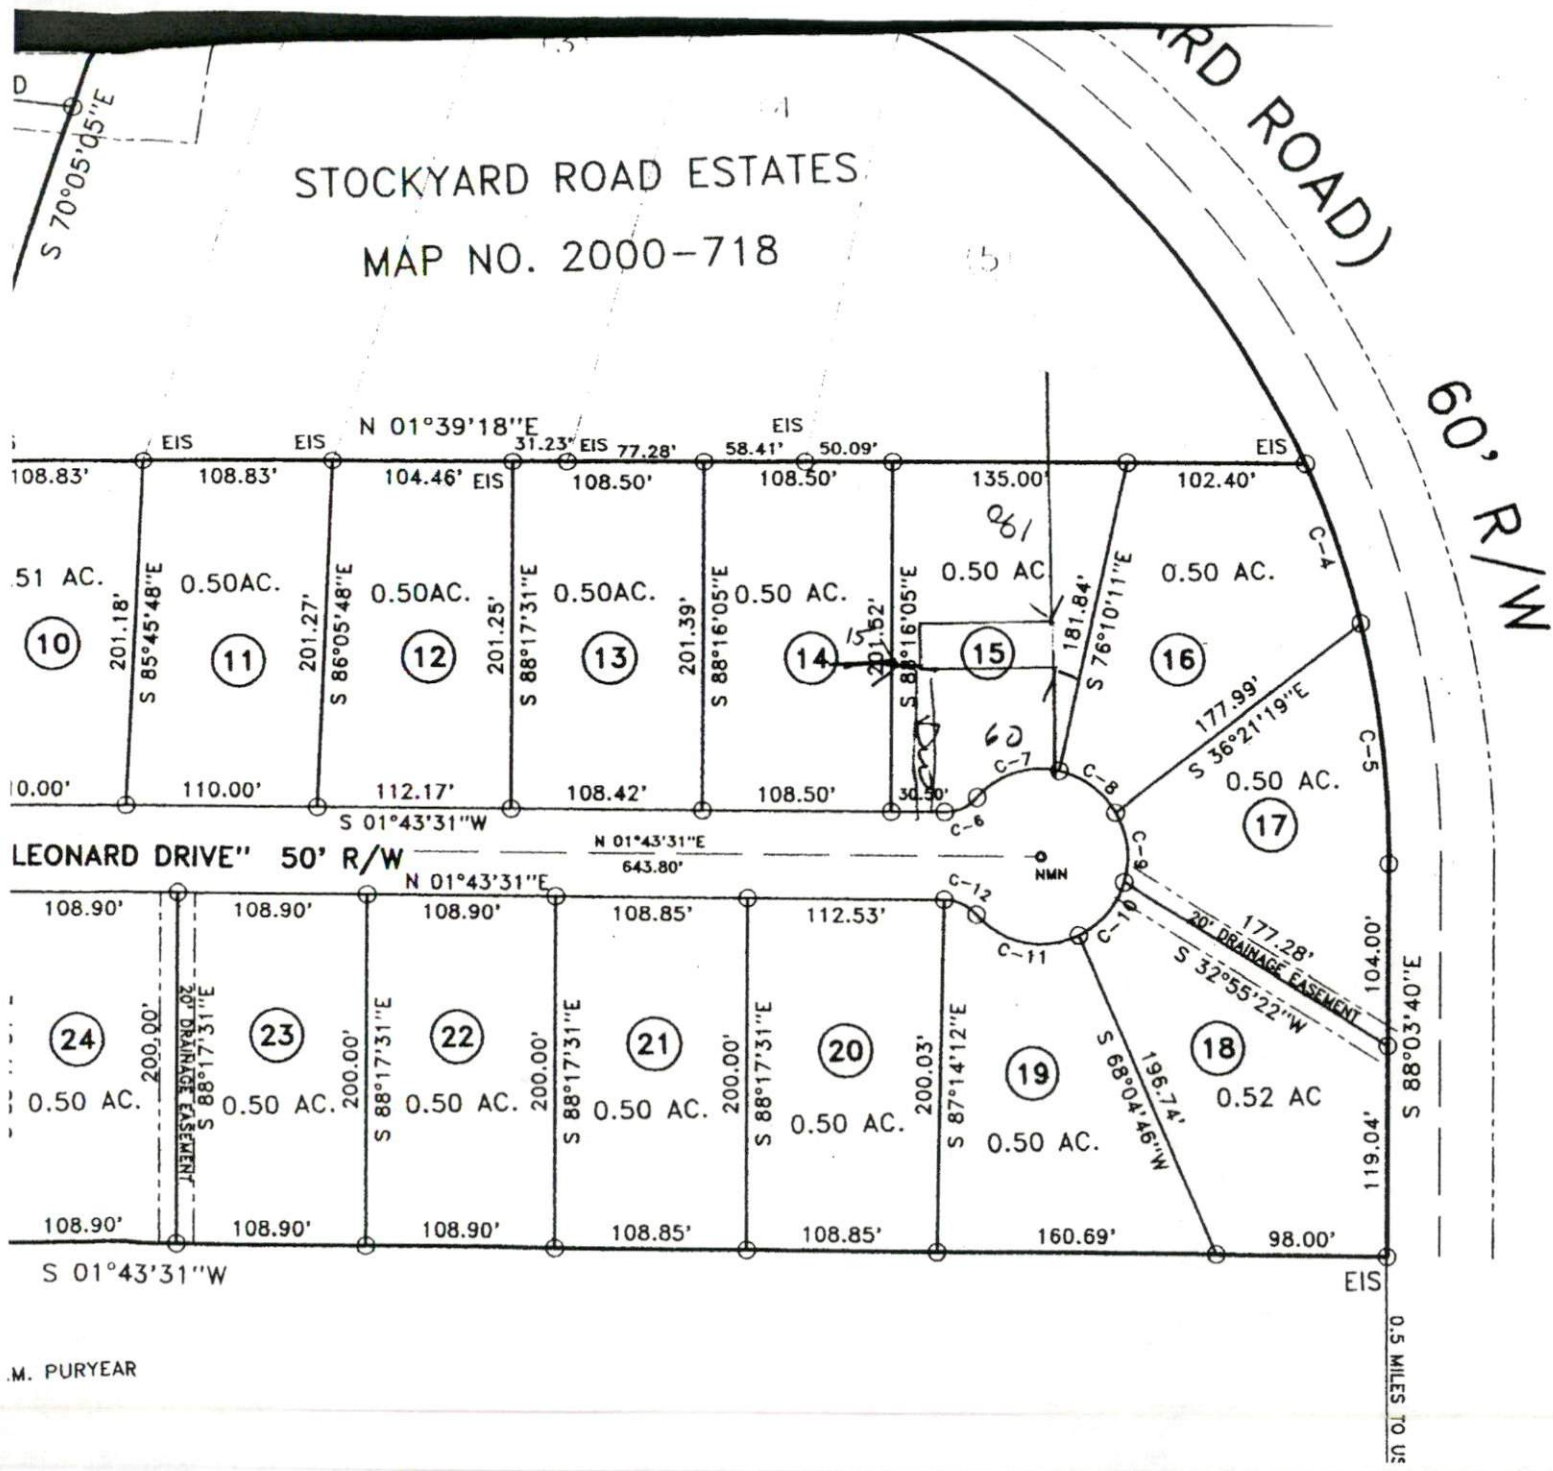 RD ROAD)
D
S 70°05'05"E
STOCKYARD ROAD ESTATES
MAP NO. 2000-718
(3)
4
(5)
60' R/W
N 01°39'18"E
EIS
EIS
31.23'
EIS
77.28'
EIS
58.41'
50.09'
EIS
108.83'
108.83'
104.46'
EIS
108.50'
108.50'
135.00'
102.40'
.51 AC.
0.50AC.
0.50AC.
0.50AC.
0.50 AC.
0.50 AC
0.50 AC.
10
11
12
13
14
15
16
201.18'
S 85°45'48"E
201.27'
S 86°05'48"E
201.25'
S 88°17'31"E
201.39'
S 88°16'05"E
201.52'
S 88°16'05"E
15'
60
181.84'
S 76°10'11"E
C-4
C-5
177.99'
S 36°21'19"E
0.50 AC.
17
10.00'
110.00'
112.17'
108.42'
108.50'
30.50'
C-6
C-7
C-8
C-9
S 01°43'31"W
N 01°43'31"E
643.80'
LEONARD DRIVE" 50' R/W
NMN
N 01°43'31"E
C-12
C-11
C-10
108.90'
108.90'
108.90'
108.85'
112.53'
177.28'
20' DRAINAGE EASEMENT
S 32°55'22"W
104.00'
S 88°03'40"E
24
23
22
21
20
19
18
0.50 AC.
0.50 AC.
0.50 AC.
0.50 AC.
0.50 AC.
0.50 AC.
0.52 AC
200.00'
20' DRAINAGE EASEMENT
S 88°17'31"E
200.00'
S 88°17'31"E
200.00'
S 88°17'31"E
200.00'
S 88°17'31"E
200.03'
S 87°14'12"E
196.74'
S 68°04'46"W
119.04'
108.90'
108.90'
108.90'
108.85'
108.85'
160.69'
98.00'
S 01°43'31"W
EIS
0.5 MILES TO US
.M. PURYEAR